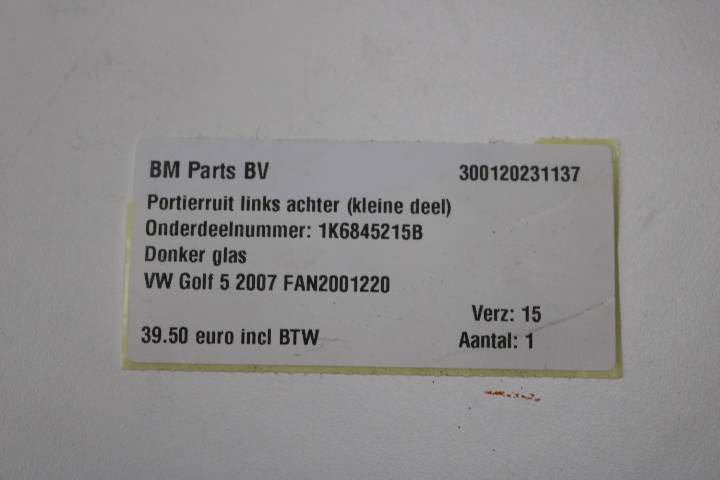 BM Parts BV 300120231137
Portierruit links achter (kleine deel)
Onderdeelnummer: 1K6845215B
Donker glas
VW Golf 5 2007 FAN2001220
Verz: 15
39.50 euro incl BTW Aantal: 1